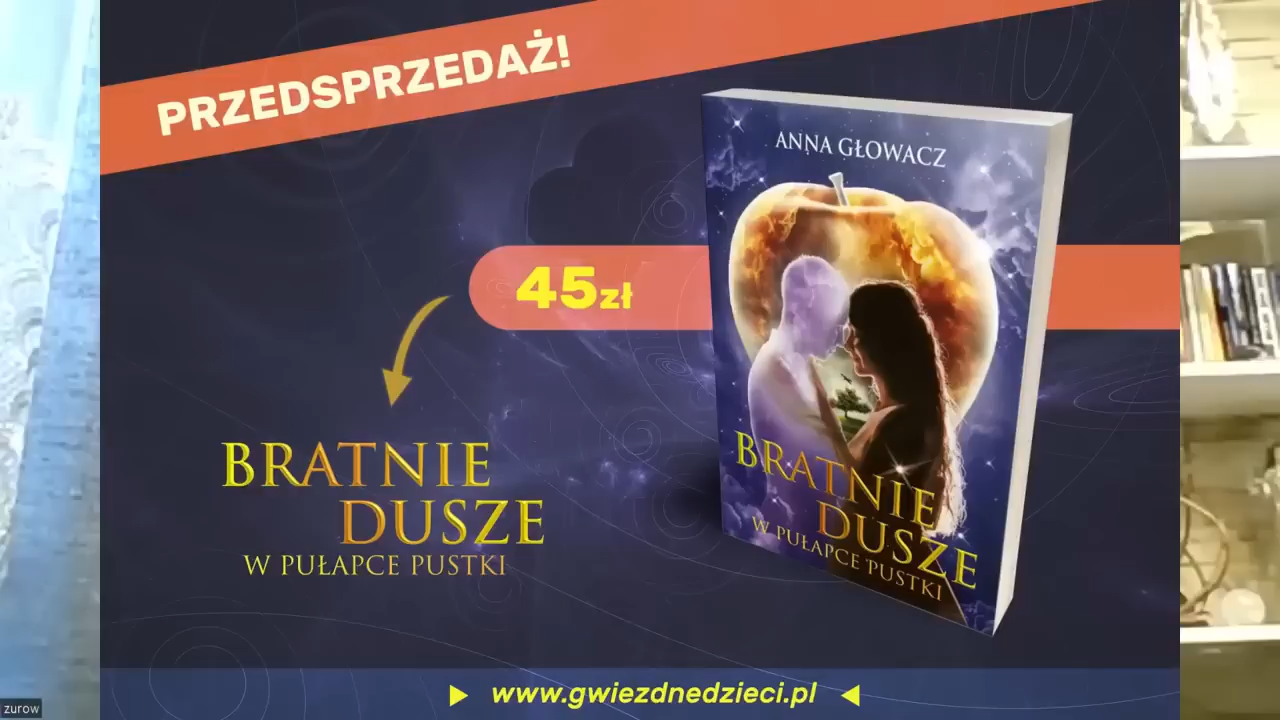 PRZEDSPRZEDAŻ!
ANNA GŁOWACZ
45zł
BRATNIE
DUSZE
W PUŁAPCE PUSTKI
BRATNIE
DUSZE
W PUŁAPCE PUSTKI
www.gwiezdnedzieci.pl
zurow